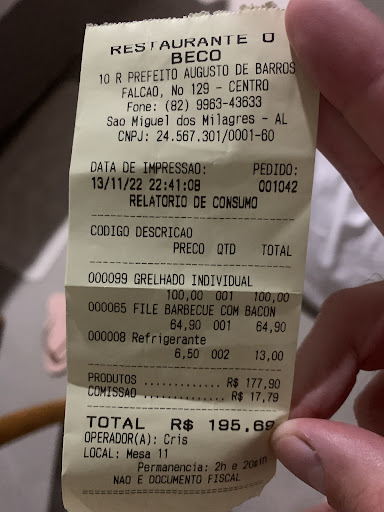 RESTAURANTE O
BECO
10 R PREFEITO AUGUSTO DE BARROS
FALCAO, No 129 - CENTRO
Fone: (82) 9963-43633
Sao Miguel dos Milagres - AL
CNPJ: 24.567.301/0001-60
DATA DE IMPRESSAO: PEDIDO:
13/11/22 22:41:08 001042
RELATORIO DE CONSUMO
CODIGO DESCRICAO
PRECO QTD TOTAL
000099 GRELHADO INDIVIDUAL
100,00 001 100,00
000065 FILE BARBECUE COM BACON
64,90 001 64,90
000008 Refrigerante
6,50 002 13,00
PRODUTOS .............. R$ 177,90
COMISSAO .............. R$ 17,79
TOTAL R$ 195,69
OPERADOR(A): Cris
LOCAL: Mesa 11
Permanencia: 2h e 20min
NAO E DOCUMENTO FISCAL